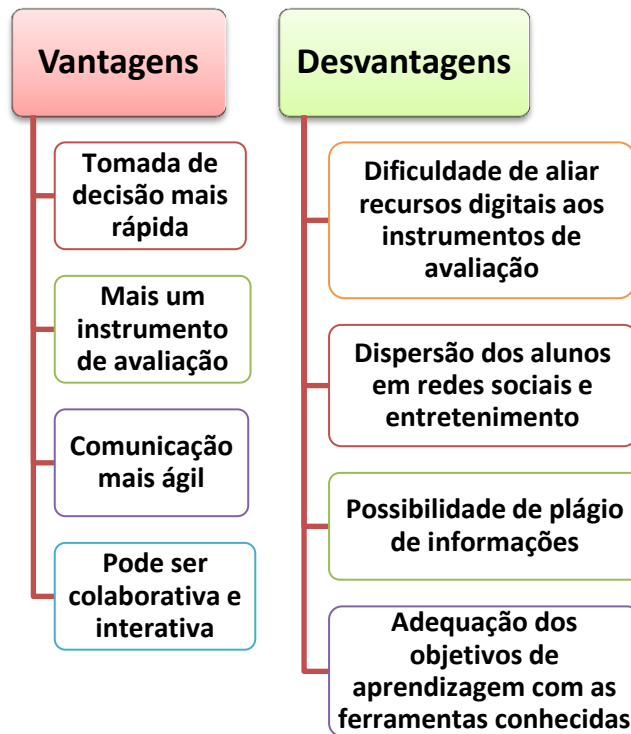 Vantagens
Tomada de
decisão mais
rápida
Mais um
instrumento
de avaliação
Comunicação
mais ágil
Pode ser
colaborativa e
interativa
Desvantagens
Dificuldade de aliar
recursos digitais aos
instrumentos de
avaliação
Dispersão dos alunos
em redes sociais e
entretenimento
Possibilidade de plágio
de informações
Adequação dos
objetivos de
aprendizagem com as
ferramentas conhecidas